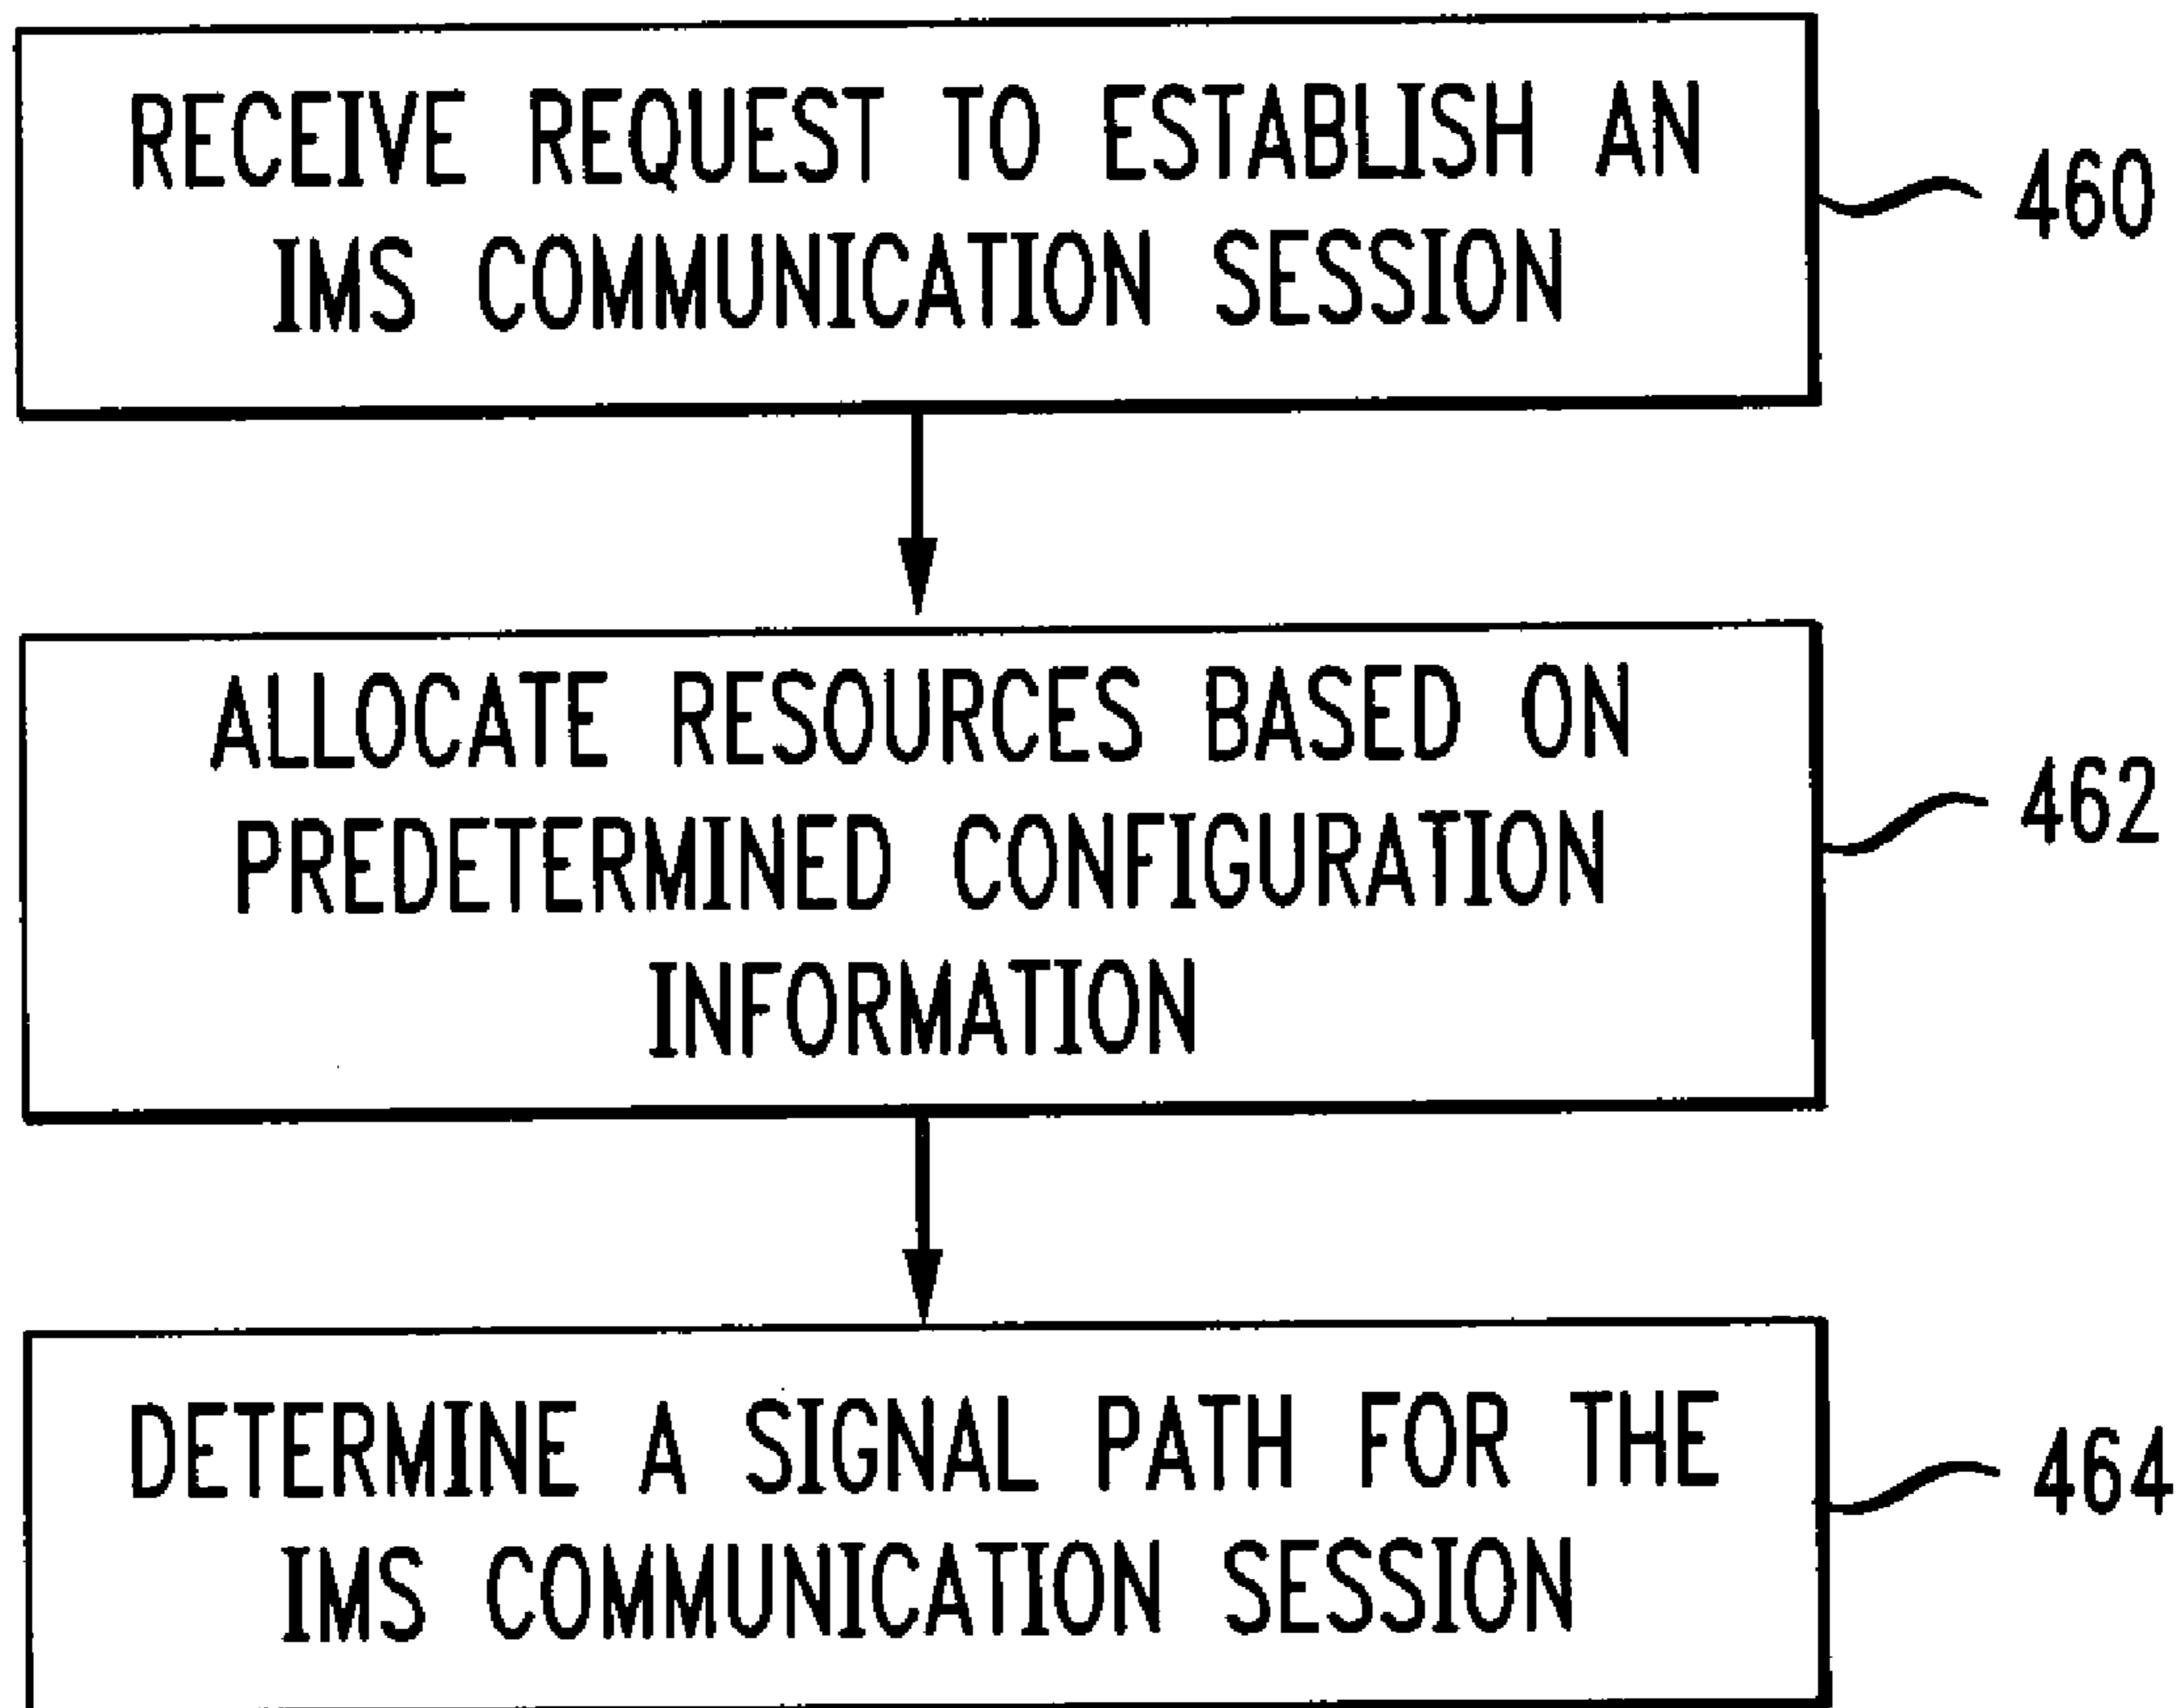 RECEIVE REQUEST TO ESTABLISH AN
IMS COMMUNICATION SESSION
460
ALLOCATE RESOURCES BASED ON
PREDETERMINED CONFIGURATION
INFORMATION
462
DETERMINE A SIGNAL PATH FOR THE
IMS COMMUNICATION SESSION
464